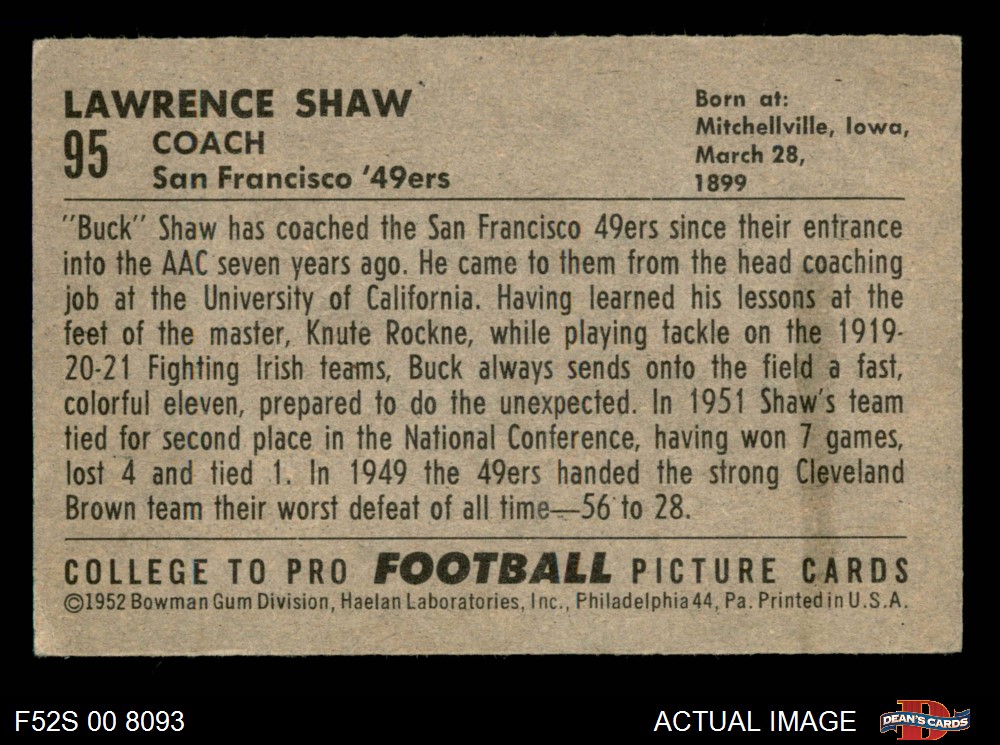 LAWRENCE SHAW
95 COACH
San Francisco '49ers
Born at:
Mitchellville, Iowa,
March 28,
1899
"Buck" Shaw has coached the San Francisco 49ers since their entrance
into the AAC seven years ago. He came to them from the head coaching
job at the University of California. Having learned his lessons at the
feet of the master, Knute Rockne, while playing tackle on the 1919-
20-21 Fighting Irish teams, Buck always sends onto the field a fast,
colorful eleven, prepared to do the unexpected. In 1951 Shaw's team
tied for second place in the National Conference, having won 7 games,
lost 4 and tied 1. In 1949 the 49ers handed the strong Cleveland
Brown team their worst defeat of all time—56 to 28.
COLLEGE TO PRO FOOTBALL PICTURE CARDS
©1952 Bowman Gum Division, Haelan Laboratories, Inc., Philadelphia 44, Pa. Printed in U.S.A.
F52S 00 8093
ACTUAL IMAGE
D
DEAN'S CARDS